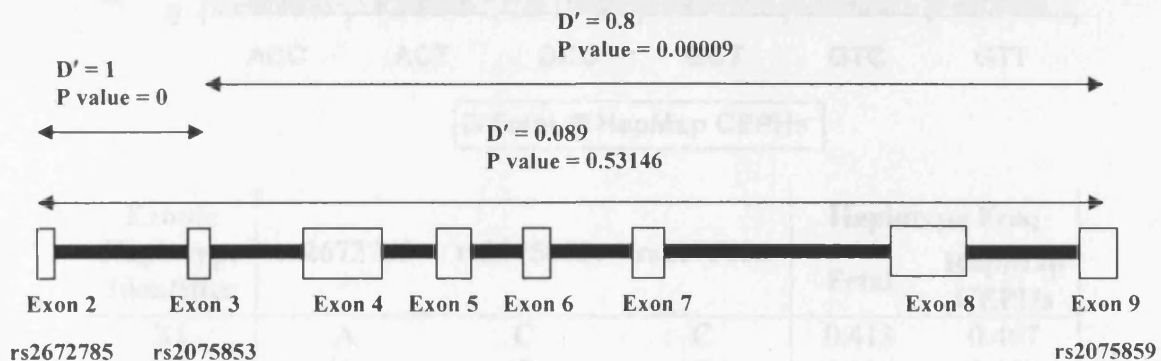 D′ = 0.8
P value = 0.00009
D′ = 1
P value = 0
D′ = 0.089
P value = 0.53146
Exon 2 Exon 3 Exon 4 Exon 5 Exon 6 Exon 7 Exon 8 Exon 9
rs2672785 rs2075853 rs2075859